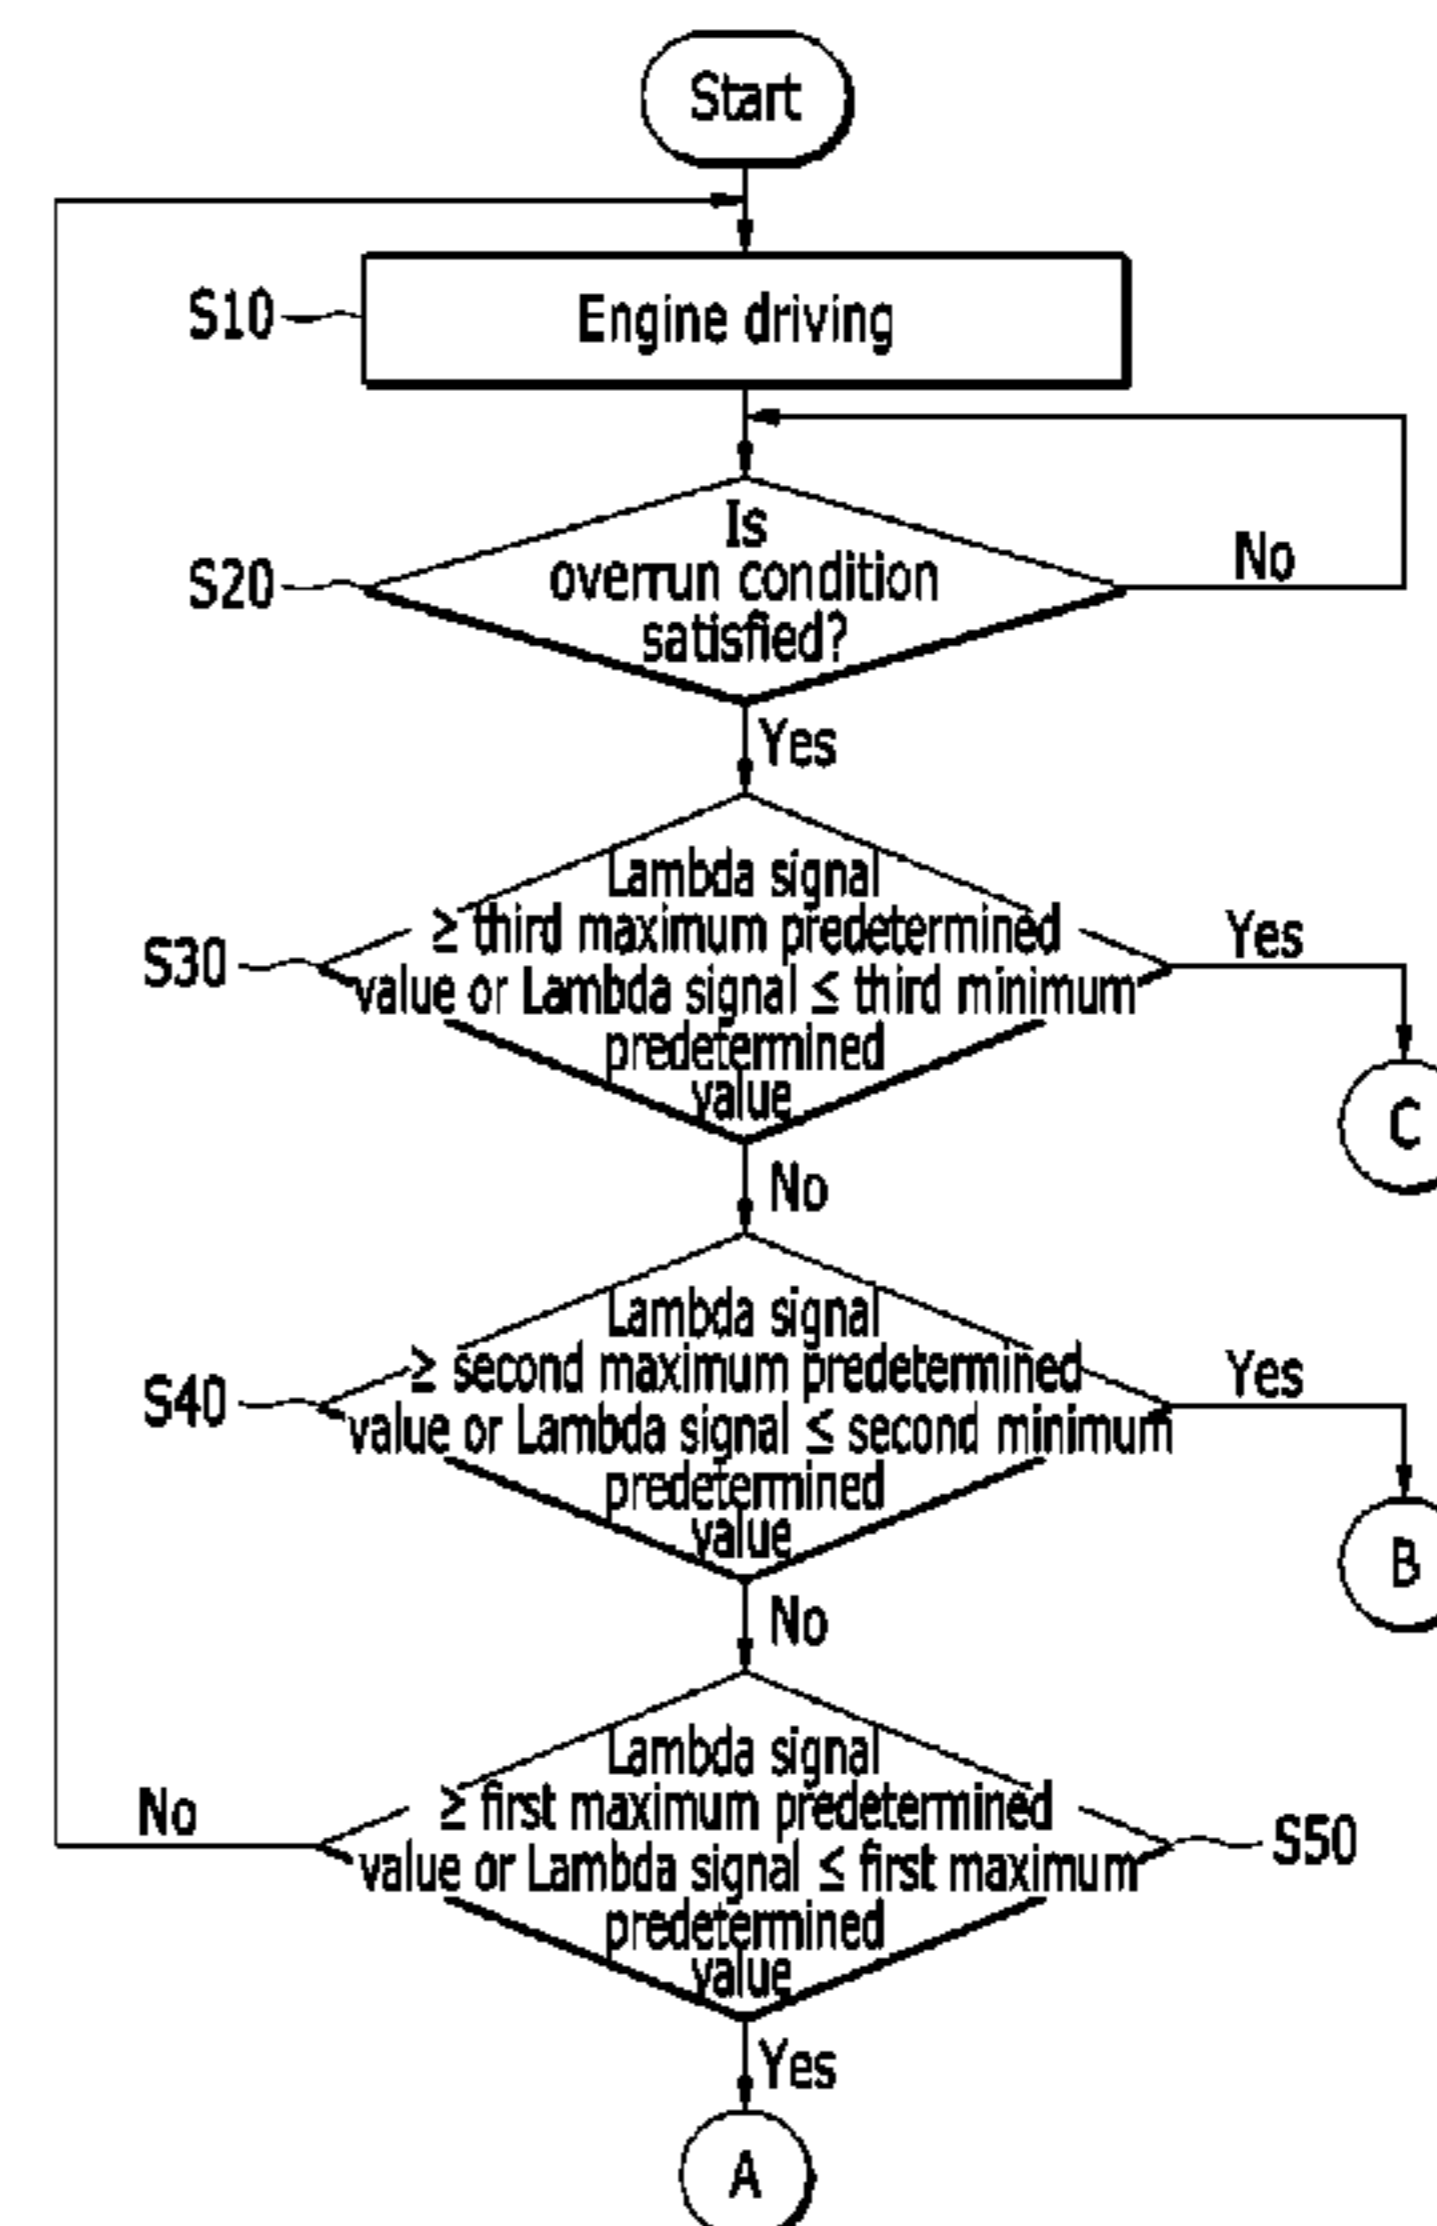 Start
S10
Engine driving
S20
Is
overrun condition
satisfied?
No
Yes
S30
Lambda signal
≥ third maximum predetermined
value or Lambda signal ≤ third minimum
predetermined
value
Yes
C
No
S40
Lambda signal
≥ second maximum predetermined
value or Lambda signal ≤ second minimum
predetermined
value
Yes
B
No
Lambda signal
≥ first maximum predetermined
value or Lambda signal ≤ first maximum
predetermined
value
No
S50
Yes
A